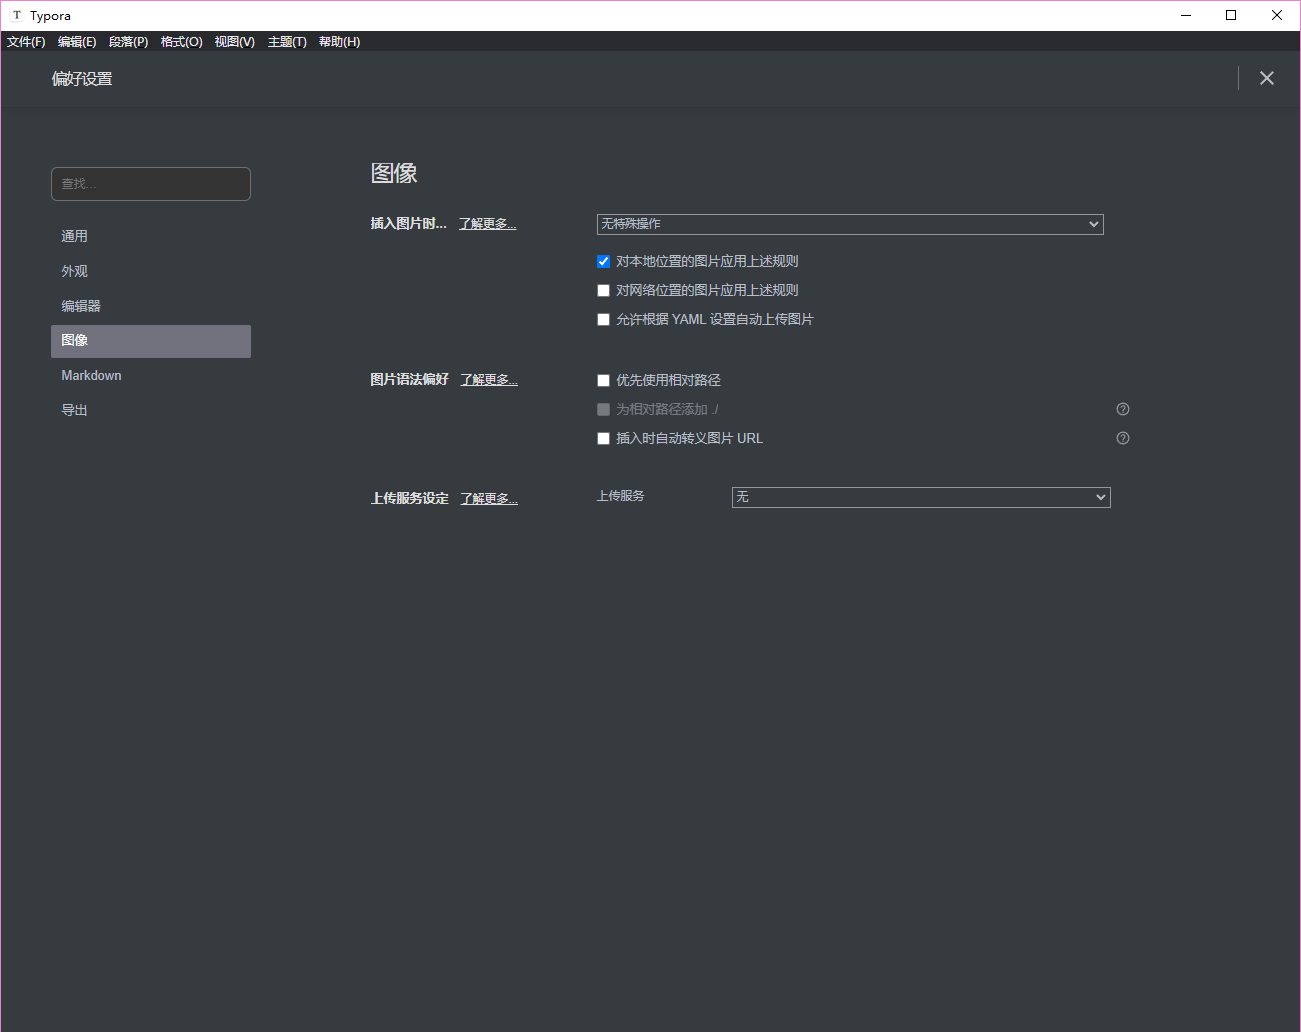 Typora
文件(F) 编辑(E) 段落(P) 格式(O) 视图(V) 主题(T) 帮助(H)
偏好设置
查找...
通用
外观
编辑器
图像
Markdown
导出
图像
插入图片时... 了解更多... 无特殊操作
对本地位置的图片应用上述规则
对网络位置的图片应用上述规则
允许根据 YAML 设置自动上传图片
图片语法偏好 了解更多... 优先使用相对路径
为相对路径添加 ./
插入时自动转义图片 URL
上传服务设定 了解更多... 上传服务 无